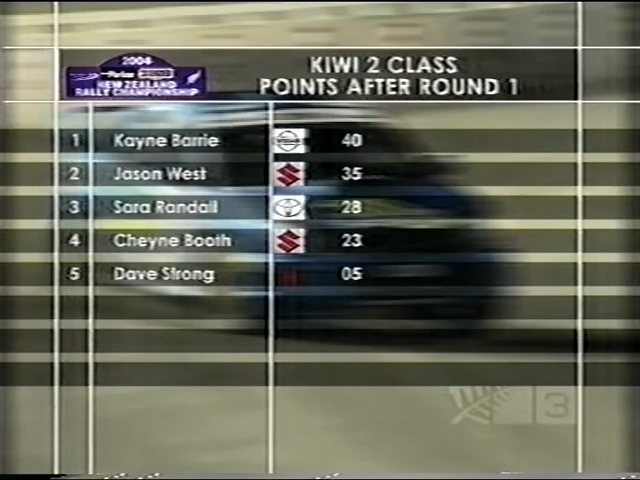 2004
NEW ZEALAND
RALLY CHAMPIONSHIP
KIWI 2 CLASS
POINTS AFTER ROUND 1
1 Kayne Barrie 40
2 Jason West 35
3 Sara Randall 28
4 Cheyne Booth 23
5 Dave Strong 05
3